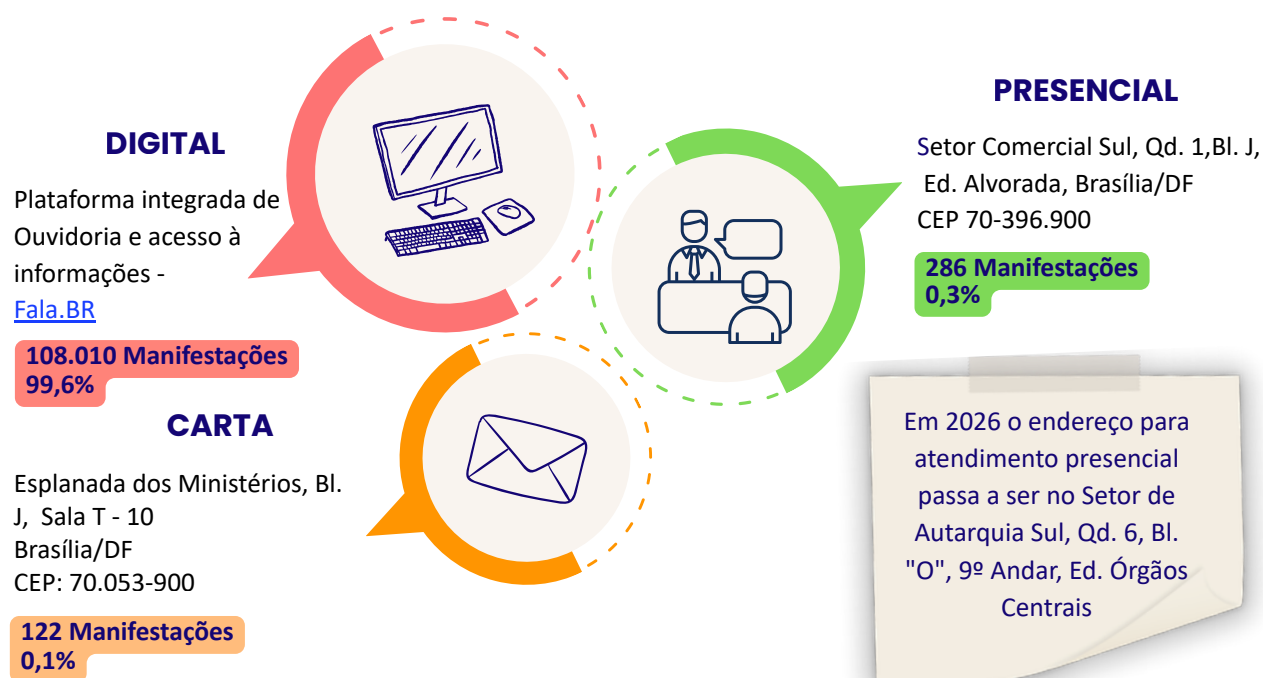 DIGITAL
Plataforma integrada de
Ouvidoria e acesso à
informações -
Fala.BR
108.010 Manifestações
99,6%
CARTA
Esplanada dos Ministérios, Bl.
J, Sala T - 10
Brasília/DF
CEP: 70.053-900
122 Manifestações
0,1%
PRESENCIAL
Setor Comercial Sul, Qd. 1,Bl. J,
Ed. Alvorada, Brasília/DF
CEP 70-396.900
286 Manifestações
0,3%
Em 2026 o endereço para
atendimento presencial
passa a ser no Setor de
Autarquia Sul, Qd. 6, Bl.
"O", 9º Andar, Ed. Órgãos
Centrais